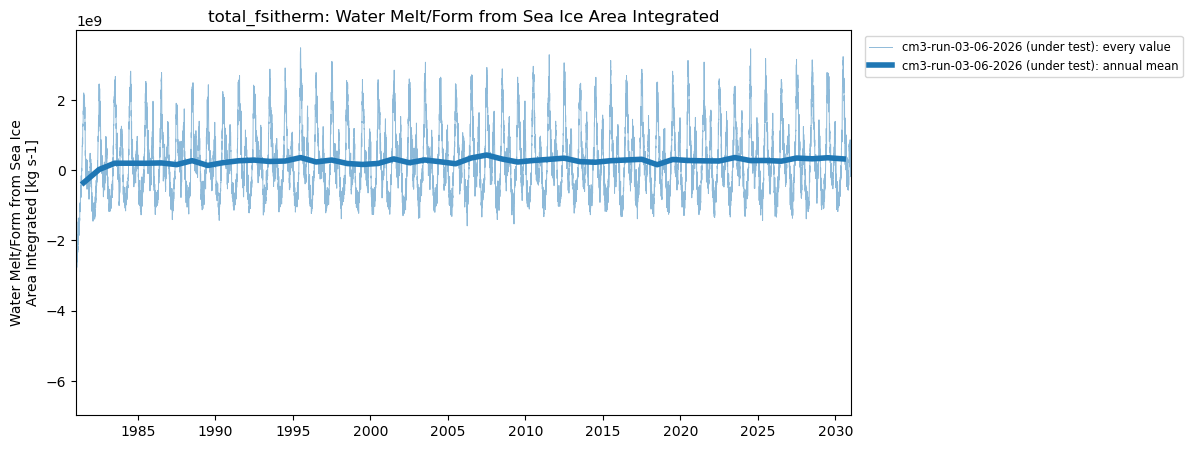 total_fsitherm: Water Melt/Form from Sea Ice Area Integrated
1e9
cm3-run-03-06-2026 (under test): every value
cm3-run-03-06-2026 (under test): annual mean
Water Melt/Form from Sea Ice
Area Integrated [kg s-1]
2
0
−2
−4
−6
1985
1990
1995
2000
2005
2010
2015
2020
2025
2030